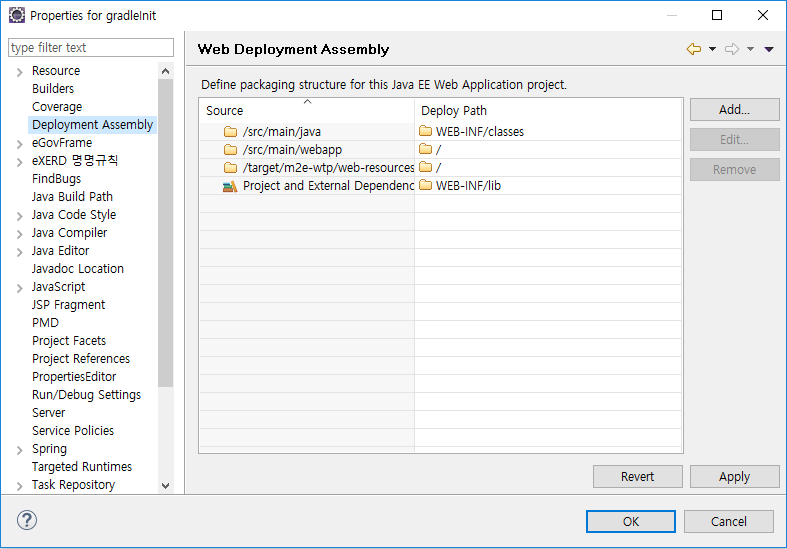 Properties for gradleInit
type filter text
Resource
Builders
Coverage
Deployment Assembly
eGovFrame
eXERD 명명규칙
FindBugs
Java Build Path
Java Code Style
Java Compiler
Java Editor
Javadoc Location
JavaScript
JSP Fragment
PMD
Project Facets
Project References
PropertiesEditor
Run/Debug Settings
Server
Service Policies
Spring
Targeted Runtimes
Task Repository
Web Deployment Assembly
Define packaging structure for this Java EE Web Application project.
Source Deploy Path
/src/main/java WEB-INF/classes
/src/main/webapp /
/target/m2e-wtp/web-resources /
Project and External Dependenc WEB-INF/lib
Add...
Edit...
Remove
Revert Apply
OK Cancel